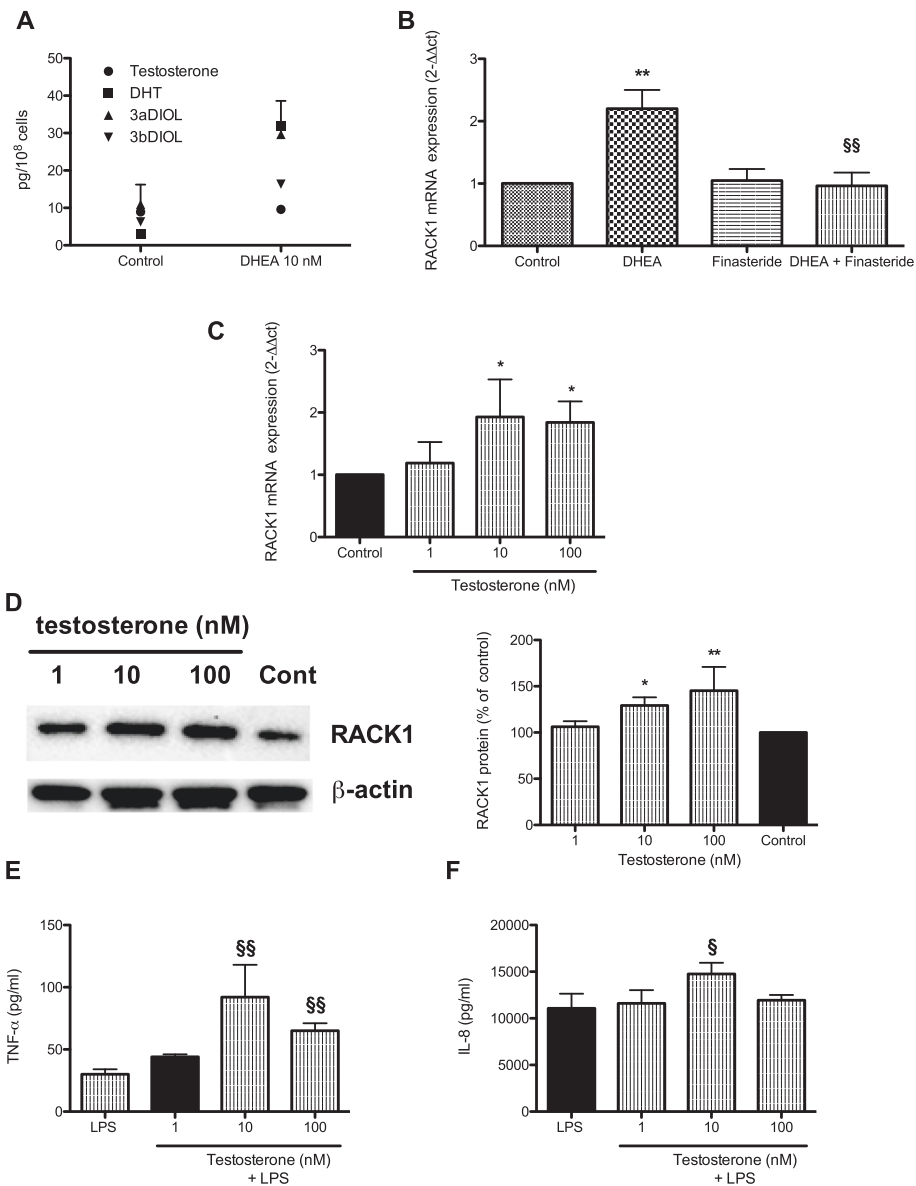 A
pg/10⁸ cells
50
40
30
20
10
0
Testosterone
DHT
3aDIOL
3bDIOL
Control
DHEA 10 nM
B
RACK1 mRNA expression (2-ΔΔct)
3
2
1
0
**
§§
Control
DHEA
Finasteride
DHEA + Finasteride
C
RACK1 mRNA expression (2-ΔΔct)
3
2
1
0
*
*
Control
1
10
100
Testosterone (nM)
D
testosterone (nM)
1 10 100 Cont
RACK1
β-actin
RACK1 protein (% of control)
200
150
100
50
0
*
**
1
10
100
Control
Testosterone (nM)
E
TNF-α (pg/ml)
150
100
50
0
§§
§§
LPS
1
10
100
Testosterone (nM)
+ LPS
F
IL-8 (pg/ml)
20000
15000
10000
5000
0
§
LPS
1
10
100
Testosterone (nM)
+ LPS